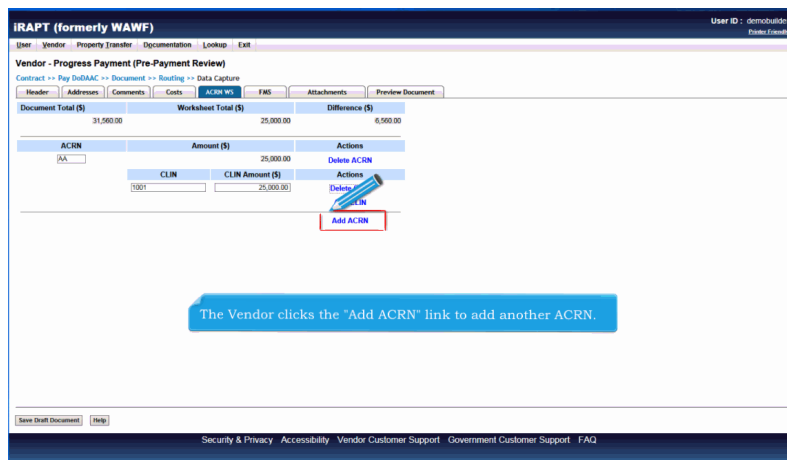 iRAPT (formerly WAWF)
User ID : demobuilde
Printer Friendl
User Vendor Property Transfer Documentation Lookup Exit
Vendor - Progress Payment (Pre-Payment Review)
Contract >> Pay DoDAAC >> Document >> Routing >> Data Capture
Header Addresses Comments Costs ACRN WS FMS Attachments Preview Document
Document Total ($) Worksheet Total ($) Difference ($)
31,560.00 25,000.00 6,560.00
ACRN Amount ($) Actions
AA 25,000.00 Delete ACRN
CLIN CLIN Amount ($) Actions
1001 25,000.00 Delete
LIN
Add ACRN
The Vendor clicks the "Add ACRN" link to add another ACRN.
Save Draft Document Help
Security & Privacy Accessibility Vendor Customer Support Government Customer Support FAQ